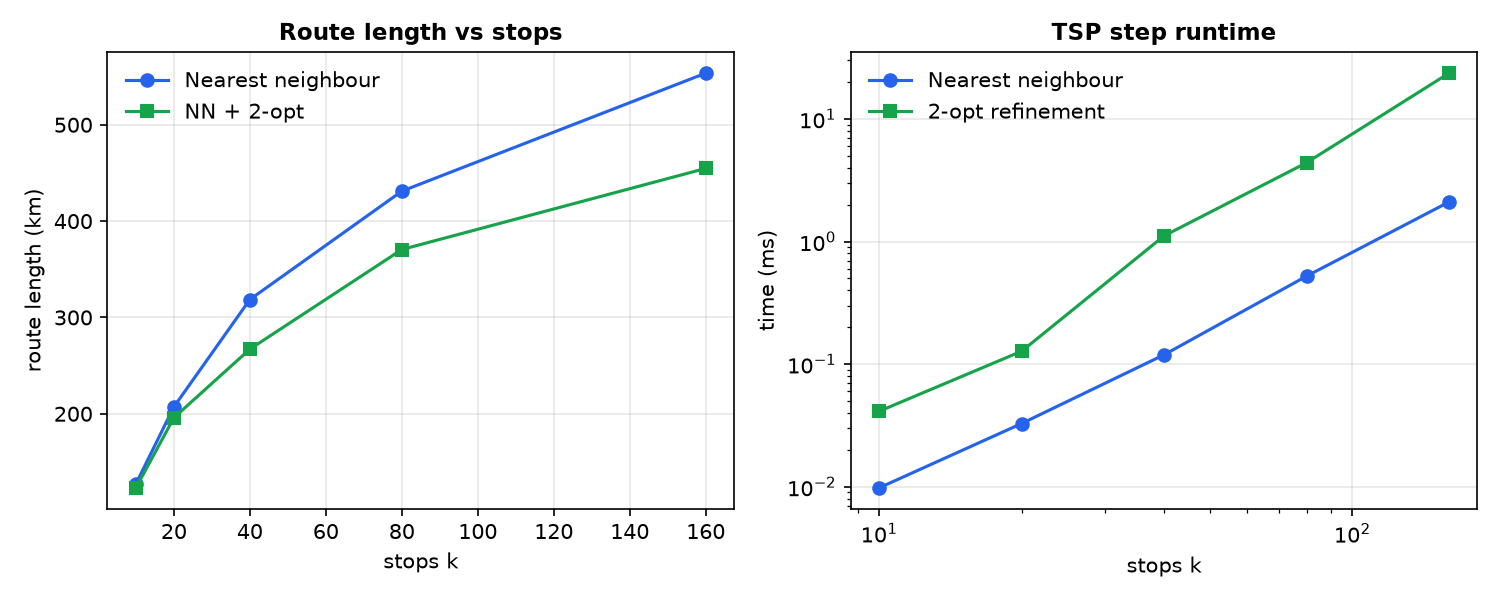 Route length vs stops
Nearest neighbour
NN + 2-opt
route length (km)
500
400
300
200
20 40 60 80 100 120 140 160
stops k
TSP step runtime
Nearest neighbour
2-opt refinement
time (ms)
10¹
10⁰
10⁻¹
10⁻²
10¹ 10²
stops k